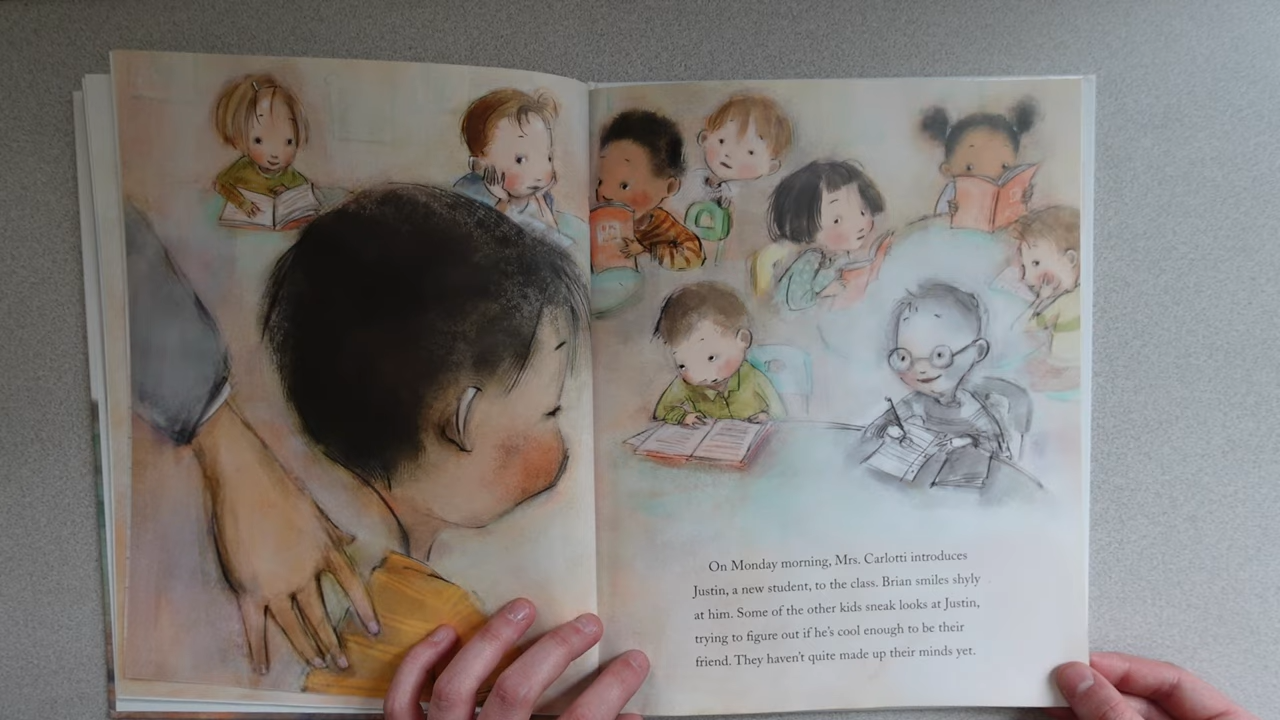 On Monday morning, Mrs. Carlotti introduces
Justin, a new student, to the class. Brian smiles shyly
at him. Some of the other kids sneak looks at Justin,
trying to figure out if he's cool enough to be their
friend. They haven't quite made up their minds yet.